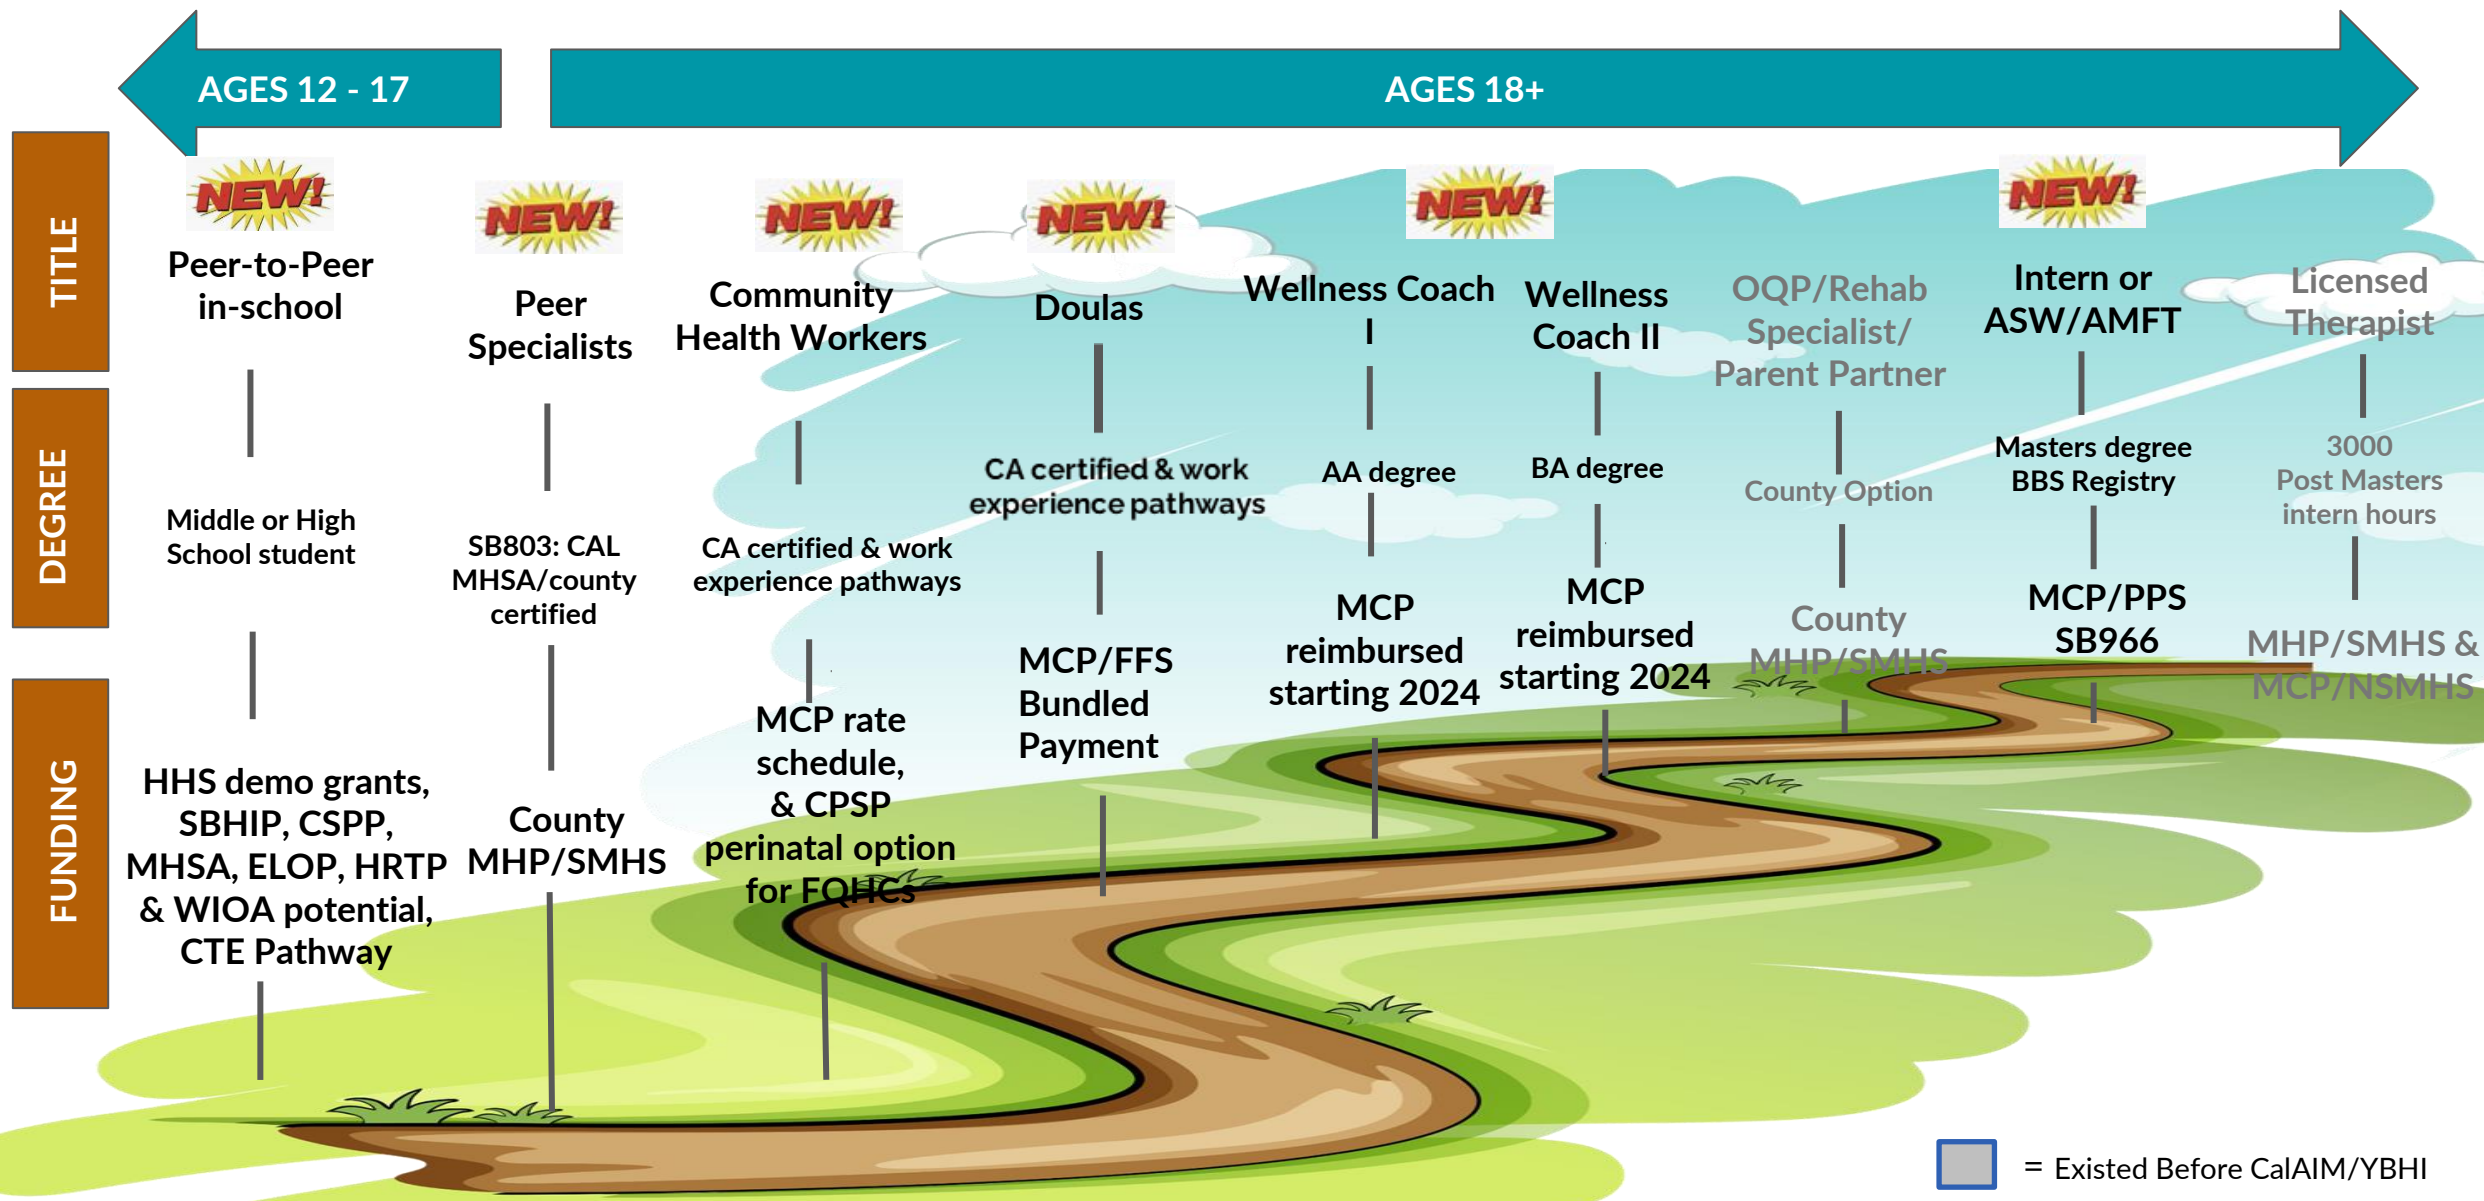 AGES 12 - 17
AGES 18+
TITLE
DEGREE
FUNDING
NEW!
Peer-to-Peer
in-school
Middle or High
School student
HHS demo grants,
SBHIP, CSPP,
MHSA, ELOP, HRTP
& WIOA potential,
CTE Pathway
NEW!
Peer
Specialists
SB803: CAL
MHSA/county
certified
County
MHP/SMHS
NEW!
Community
Health Workers
CA certified & work
experience pathways
MCP rate
schedule,
& CPSP
perinatal option
for FQHCs
NEW!
Doulas
CA certified & work
experience pathways
MCP/FFS
Bundled
Payment
NEW!
Wellness Coach
I
AA degree
MCP
reimbursed
starting 2024
Wellness
Coach II
BA degree
MCP
reimbursed
starting 2024
OQP/Rehab
Specialist/
Parent Partner
County Option
County
MHP/SMHS
NEW!
Intern or
ASW/AMFT
Masters degree
BBS Registry
MCP/PPS
SB966
Licensed
Therapist
3000
Post Masters
intern hours
MHP/SMHS &
MCP/NSMHS
= Existed Before CalAIM/YBHI